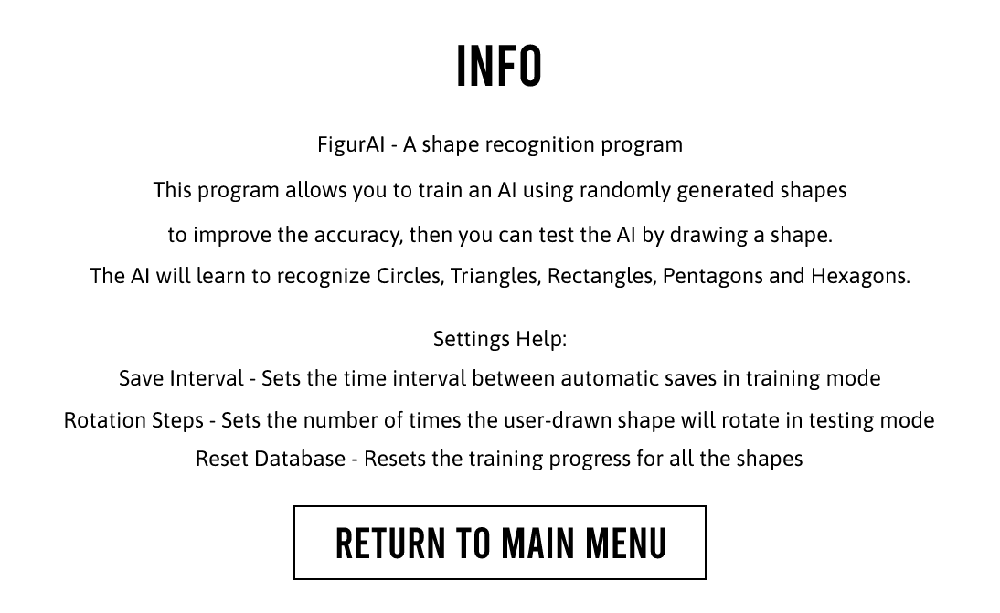 INFO
FigurAI - A shape recognition program
This program allows you to train an AI using randomly generated shapes
to improve the accuracy, then you can test the AI by drawing a shape.
The AI will learn to recognize Circles, Triangles, Rectangles, Pentagons and Hexagons.
Settings Help:
Save Interval - Sets the time interval between automatic saves in training mode
Rotation Steps - Sets the number of times the user-drawn shape will rotate in testing mode
Reset Database - Resets the training progress for all the shapes
RETURN TO MAIN MENU